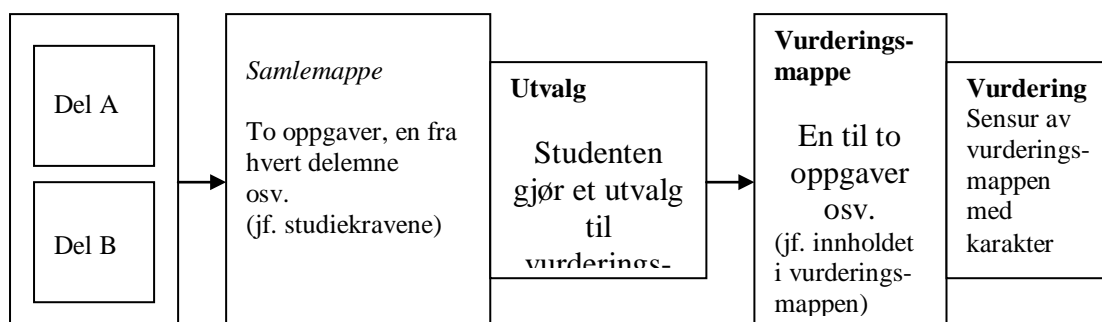 Del A
Del B
Samlemappe
To oppgaver, en fra
hvert delemne
osv.
(jf. studiekravene)
Utvalg
Studenten
gjør et utvalg
til
vurderings-
Vurderings-
mappe
En til to
oppgaver
osv.
(jf. innholdet
i vurderings-
mappen)
Vurdering
Sensur av
vurderings-
mappen
med
karakter